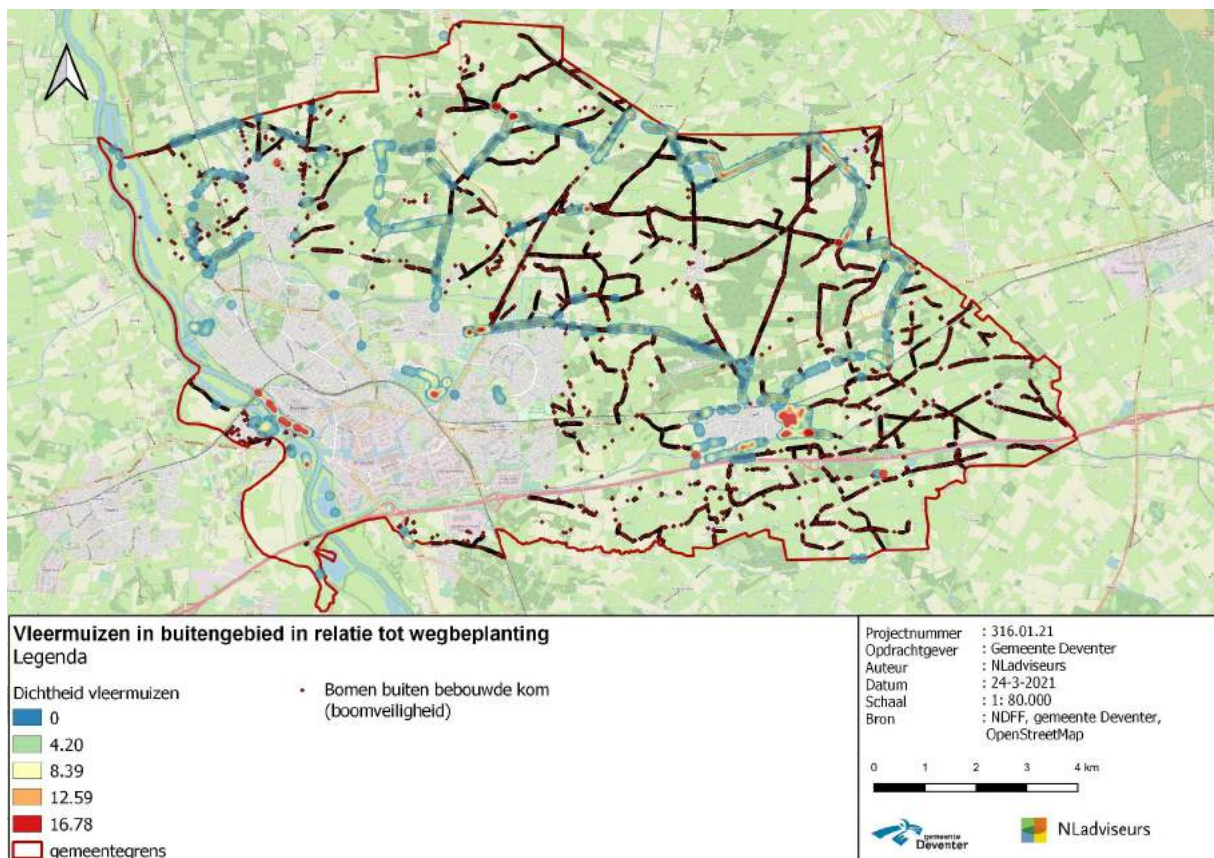 Vleermuizen in buitengebied in relatie tot wegbeplanting
Legenda
Dichtheid vleermuizen
0
4.20
8.39
12.59
16.78
gemeentegrens
Bomen buiten bebouwde kom
(boomveiligheid)
Projectnummer : 316.01.21
Opdrachtgever : Gemeente Deventer
Auteur : NLadviseurs
Datum : 24-3-2021
Schaal : 1: 80.000
Bron : NDFF, gemeente Deventer,
OpenStreetMap
0 1 2 3 4 km
gemeente
Deventer
NLadviseurs